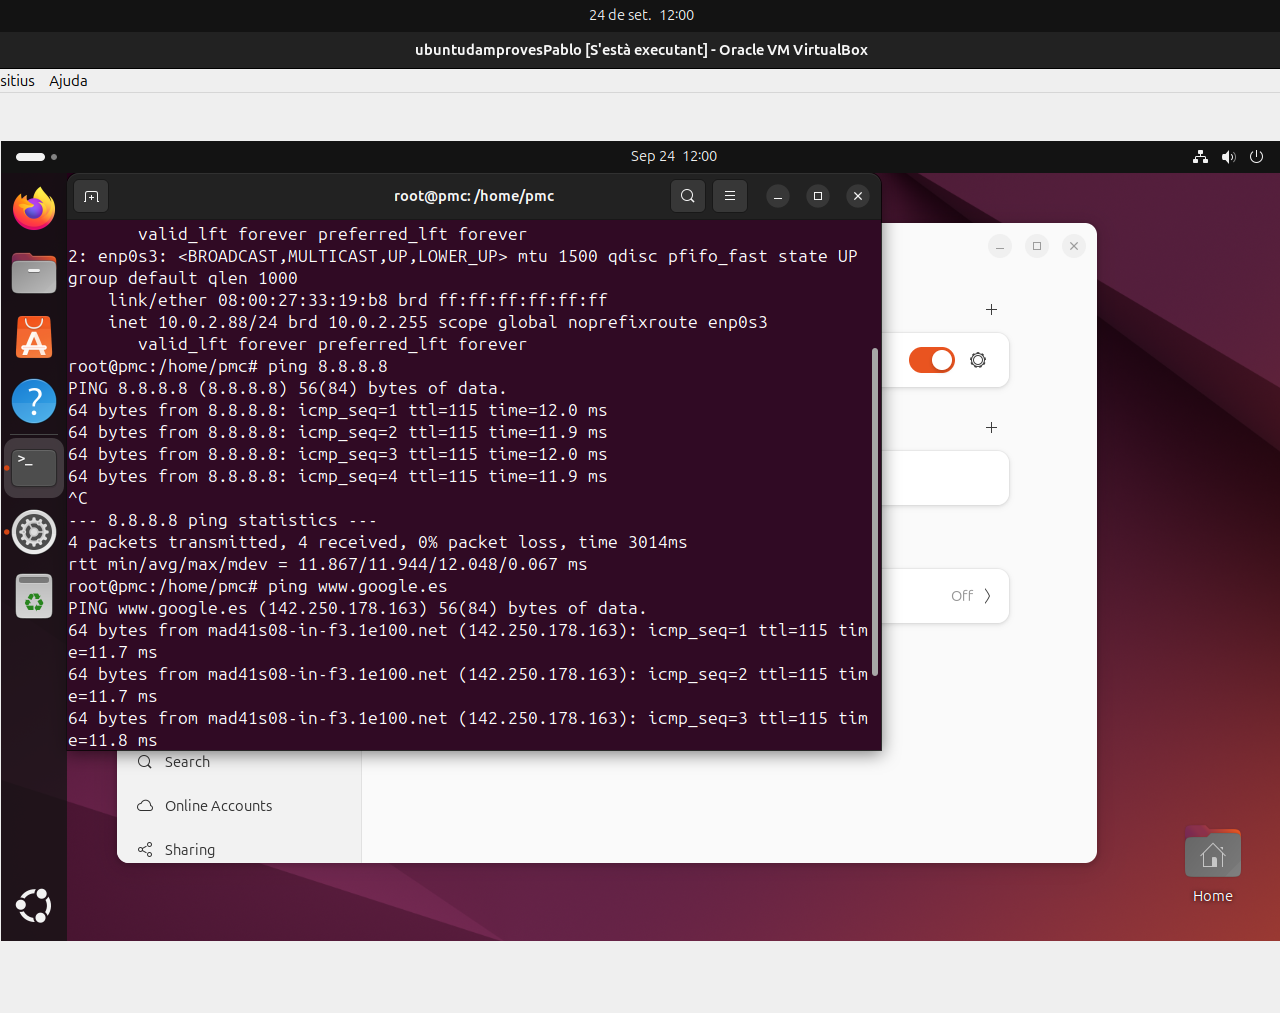 24 de set. 12:00
ubuntudamprovesPablo [S'està executant] - Oracle VM VirtualBox
sitius Ajuda
Sep 24 12:00
root@pmc: /home/pmc
valid_lft forever preferred_lft forever
2: enp0s3: <BROADCAST,MULTICAST,UP,LOWER_UP> mtu 1500 qdisc pfifo_fast state UP
group default qlen 1000
link/ether 08:00:27:33:19:b8 brd ff:ff:ff:ff:ff:ff
inet 10.0.2.88/24 brd 10.0.2.255 scope global noprefixroute enp0s3
valid_lft forever preferred_lft forever
root@pmc:/home/pmc# ping 8.8.8.8
PING 8.8.8.8 (8.8.8.8) 56(84) bytes of data.
64 bytes from 8.8.8.8: icmp_seq=1 ttl=115 time=12.0 ms
64 bytes from 8.8.8.8: icmp_seq=2 ttl=115 time=11.9 ms
64 bytes from 8.8.8.8: icmp_seq=3 ttl=115 time=12.0 ms
64 bytes from 8.8.8.8: icmp_seq=4 ttl=115 time=11.9 ms
^C
--- 8.8.8.8 ping statistics ---
4 packets transmitted, 4 received, 0% packet loss, time 3014ms
rtt min/avg/max/mdev = 11.867/11.944/12.048/0.067 ms
root@pmc:/home/pmc# ping www.google.es
PING www.google.es (142.250.178.163) 56(84) bytes of data.
64 bytes from mad41s08-in-f3.1e100.net (142.250.178.163): icmp_seq=1 ttl=115 tim
e=11.7 ms
64 bytes from mad41s08-in-f3.1e100.net (142.250.178.163): icmp_seq=2 ttl=115 tim
e=11.7 ms
64 bytes from mad41s08-in-f3.1e100.net (142.250.178.163): icmp_seq=3 ttl=115 tim
e=11.8 ms
Off
Search
Online Accounts
Sharing
Home